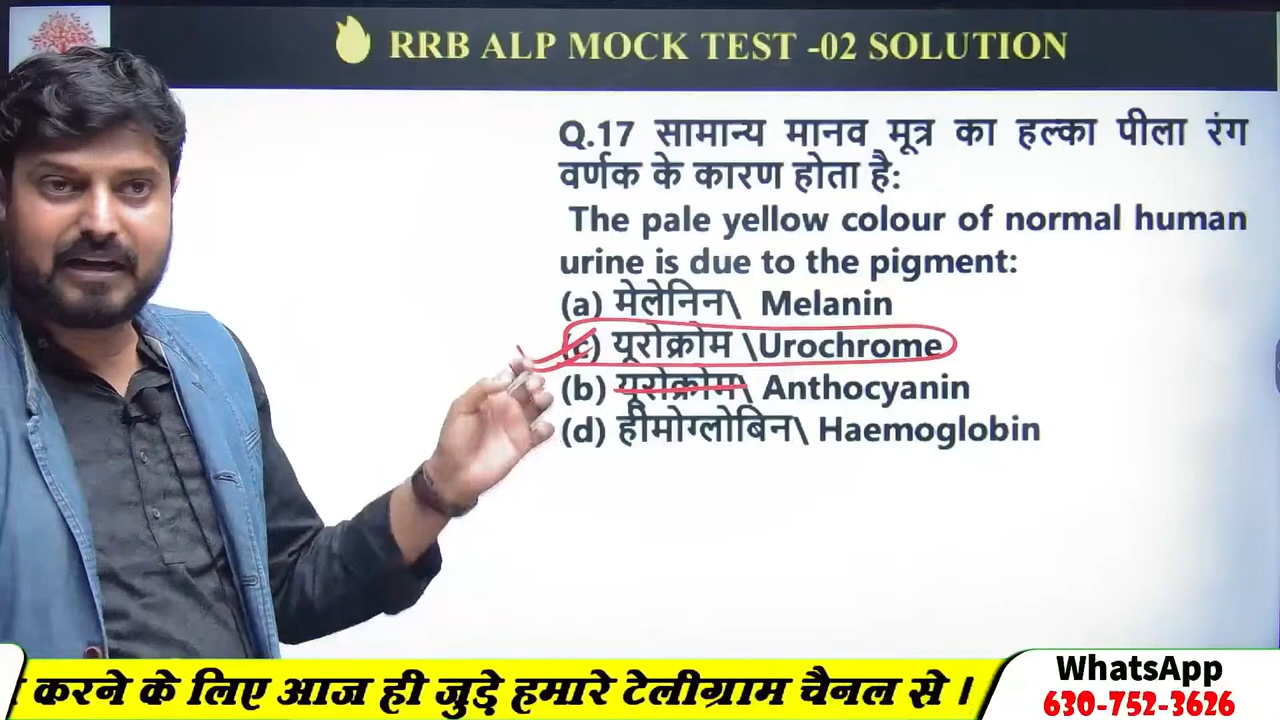 RRB ALP MOCK TEST -02 SOLUTION
Q.17 सामान्य मानव मूत्र का हल्का पीला रंग
वर्णक के कारण होता है:
The pale yellow colour of normal human
urine is due to the pigment:
(a) मेलेनिन\ Melanin
(c) यूरोक्रोम \Urochrome
(b) यूरोक्रोम\ Anthocyanin
(d) हीमोग्लोबिन\ Haemoglobin
करने के लिए आज ही जुड़े हमारे टेलीग्राम चैनल से ।
WhatsApp
630-752-3626